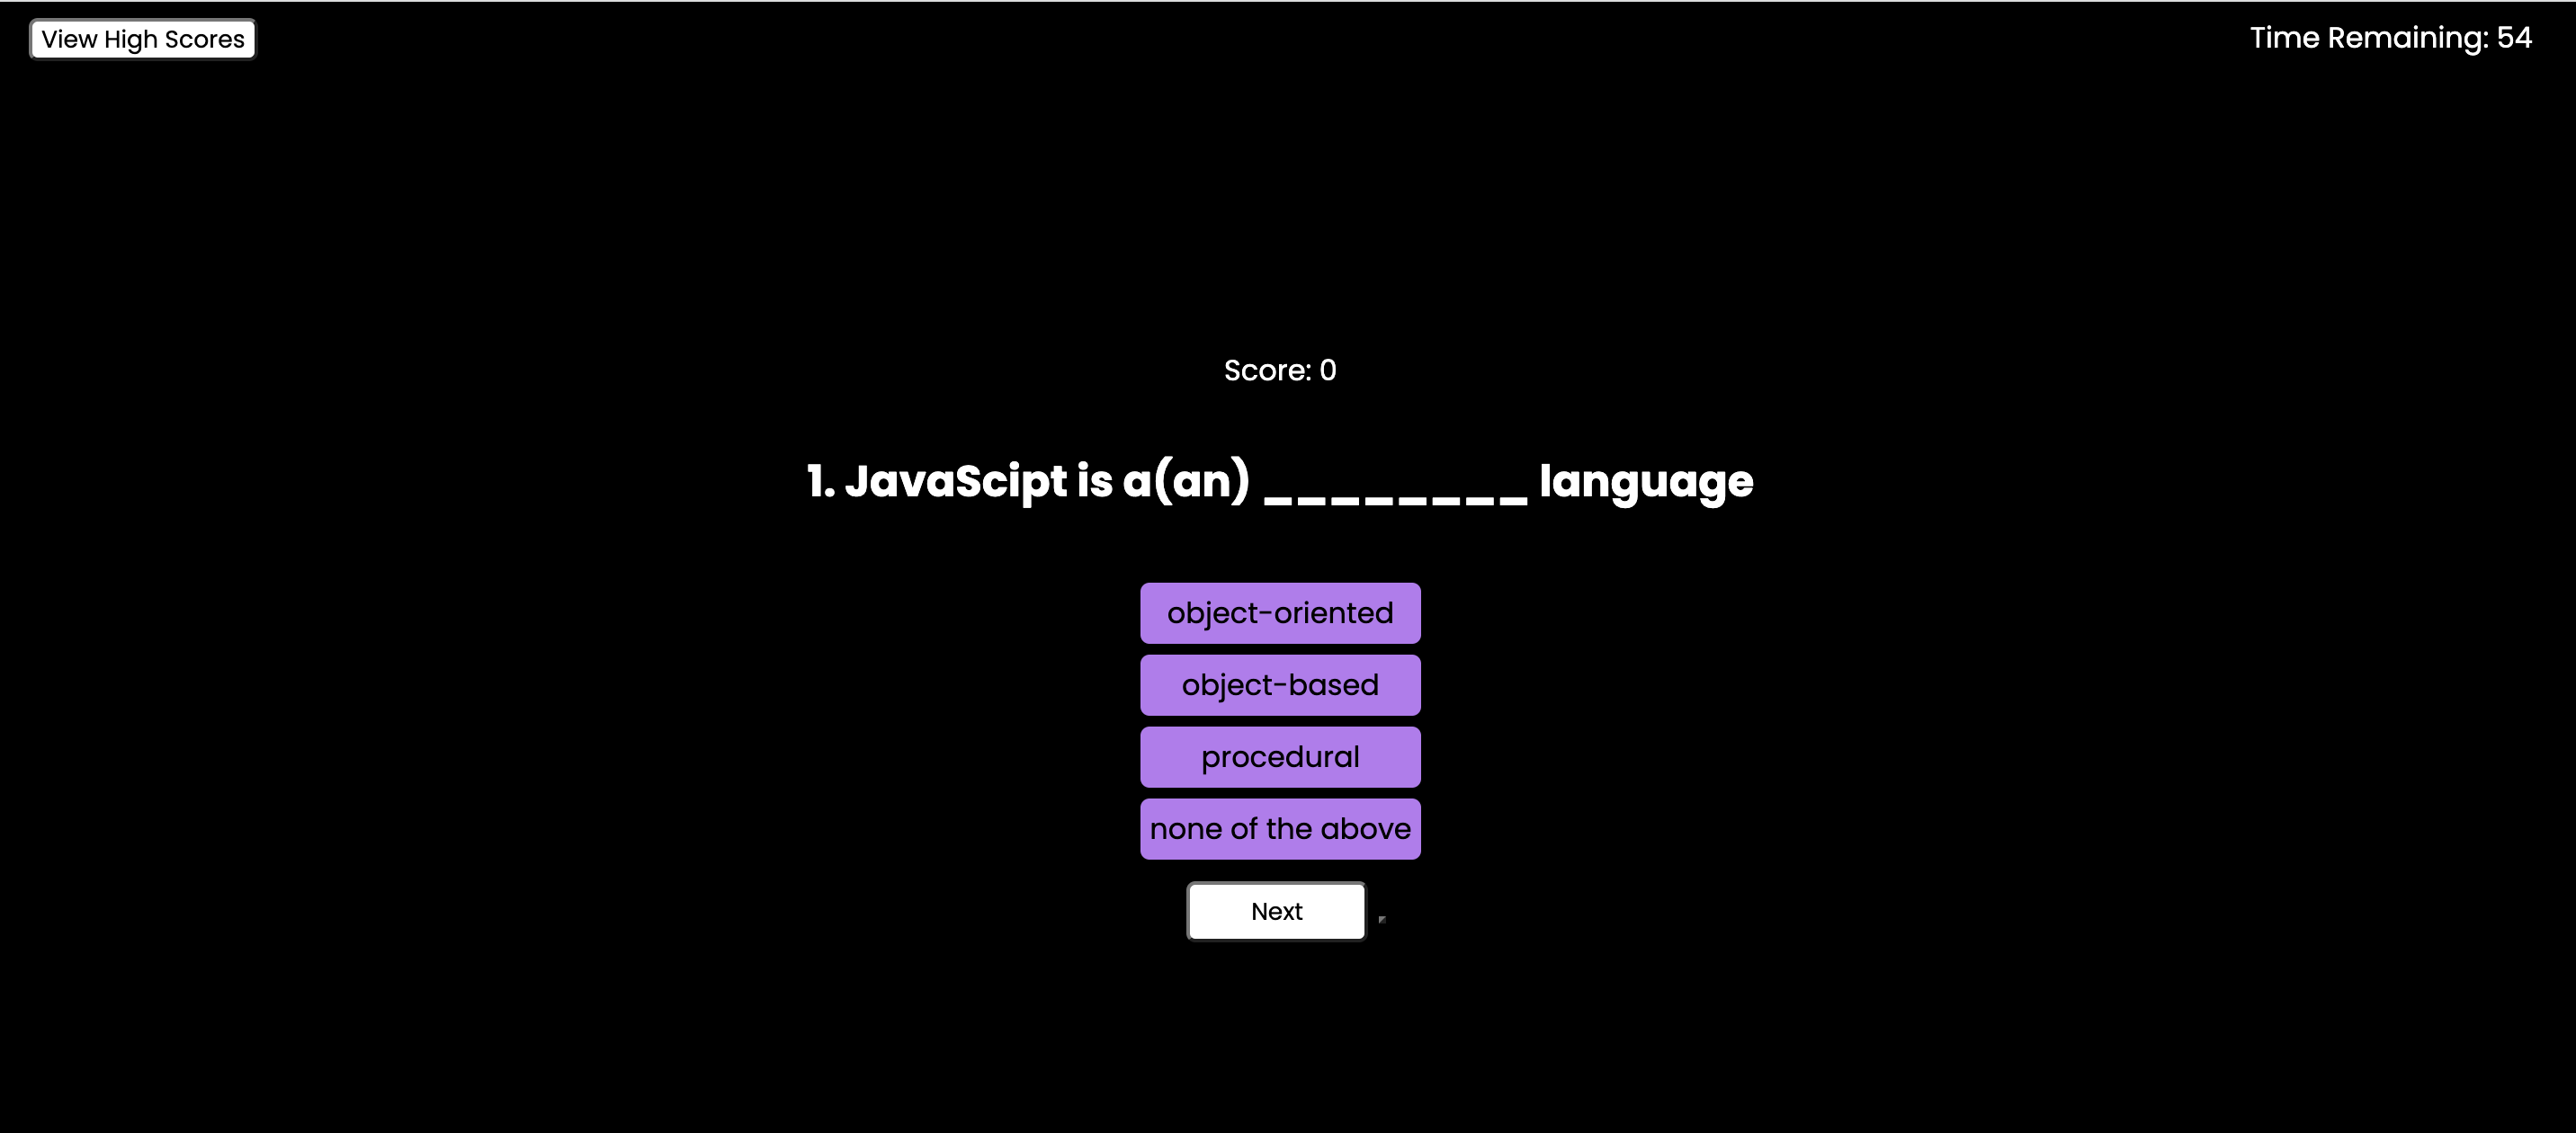 View High Scores
Time Remaining: 54
Score: 0
1. JavaScipt is a(an) ________ language
object-oriented
object-based
procedural
none of the above
Next